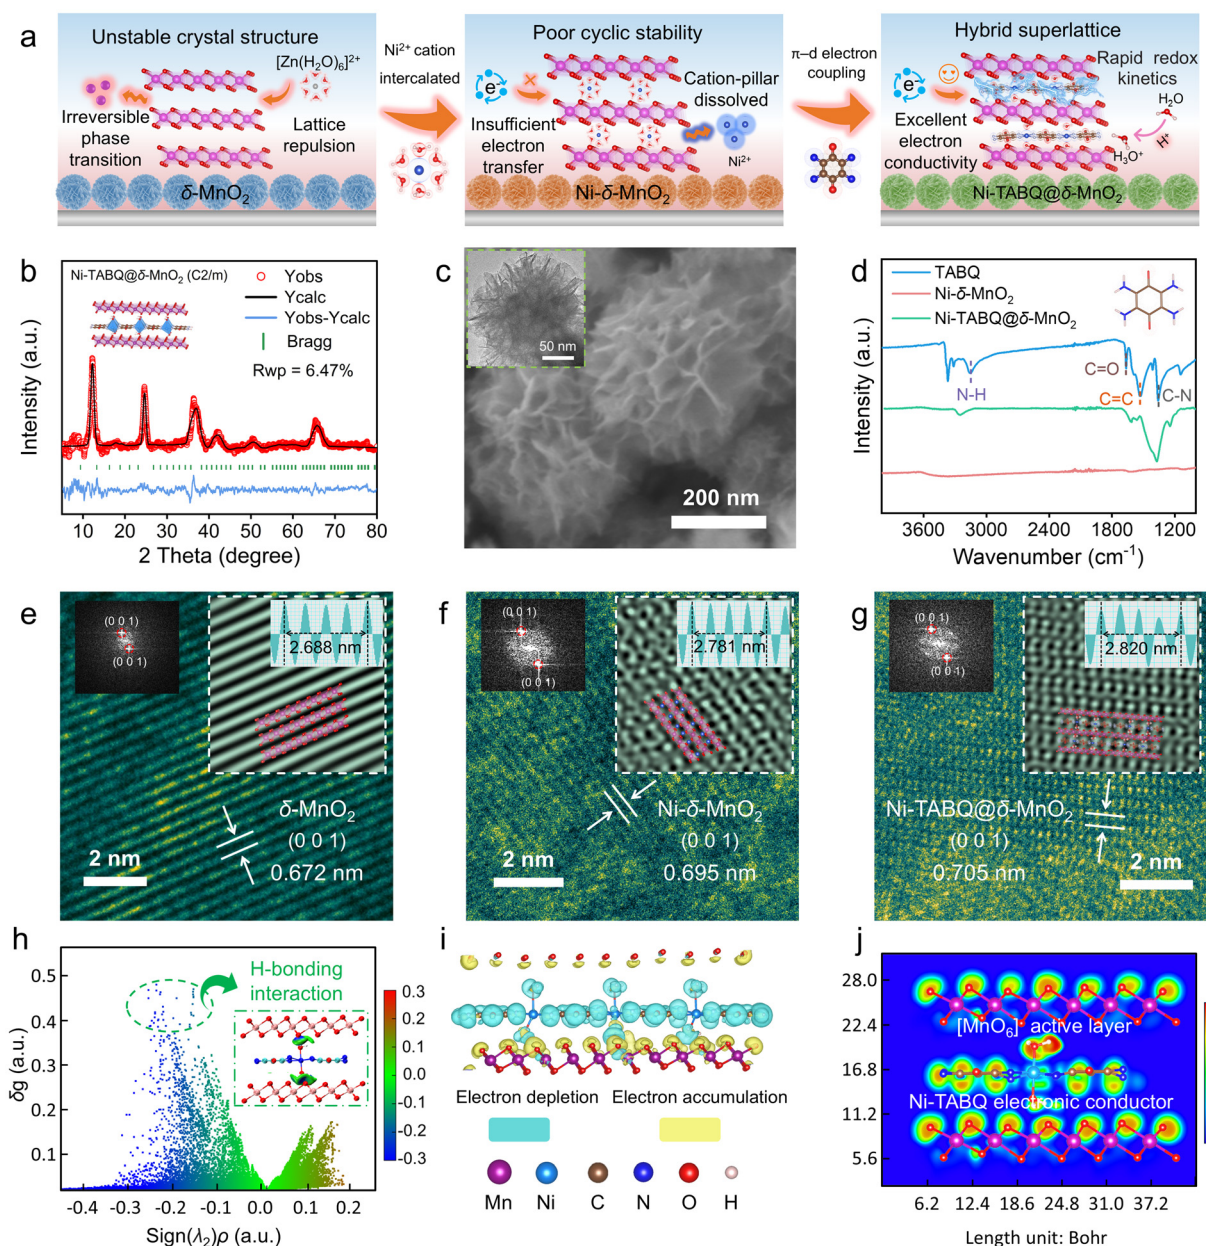 a
Unstable crystal structure
[Zn(H₂O)₆]²⁺
Irreversible
phase
transition
Lattice
repulsion
δ-MnO₂
Ni²⁺ cation
intercalated
Poor cyclic stability
e⁻
Insufficient
electron
transfer
Cation-pillar
dissolved
Ni²⁺
Ni-δ-MnO₂
π–d electron
coupling
Hybrid superlattice
e⁻
Rapid redox
kinetics
H₂O
H⁺
H₃O⁺
Excellent
electron
conductivity
Ni-TABQ@δ-MnO₂
b
Ni-TABQ@δ-MnO₂ (C2/m)
Yobs
Ycalc
Yobs-Ycalc
Bragg
Rwp = 6.47%
Intensity (a.u.)
10 20 30 40 50 60 70 80
2 Theta (degree)
c
50 nm
200 nm
d
TABQ
Ni-δ-MnO₂
Ni-TABQ@δ-MnO₂
N-H
C=O
C=C
C-N
Intensity (a.u.)
3600 3000 2400 1800 1200
Wavenumber (cm⁻¹)
e
(0 0 1)
(0 0 1)
2.688 nm
δ-MnO₂
(0 0 1)
0.672 nm
2 nm
f
(0 0 1)
(0 0 1)
2.781 nm
Ni-δ-MnO₂
(0 0 1)
0.695 nm
2 nm
g
(0 0 1)
(0 0 1)
2.820 nm
Ni-TABQ@δ-MnO₂
(0 0 1)
0.705 nm
2 nm
h
H-bonding
interaction
δg (a.u.)
0.5
0.4
0.3
0.2
0.1
-0.4 -0.3 -0.2 -0.1 0.0 0.1 0.2
Sign(λ₂)ρ (a.u.)
0.3
0.2
0.1
0.0
-0.1
-0.2
-0.3
i
Electron depletion
Electron accumulation
Mn Ni C N O H
j
28.0
22.4
16.8
11.2
5.6
[MnO₆] active layer
Ni-TABQ electronic conductor
6.2 12.4 18.6 24.8 31.0 37.2
Length unit: Bohr